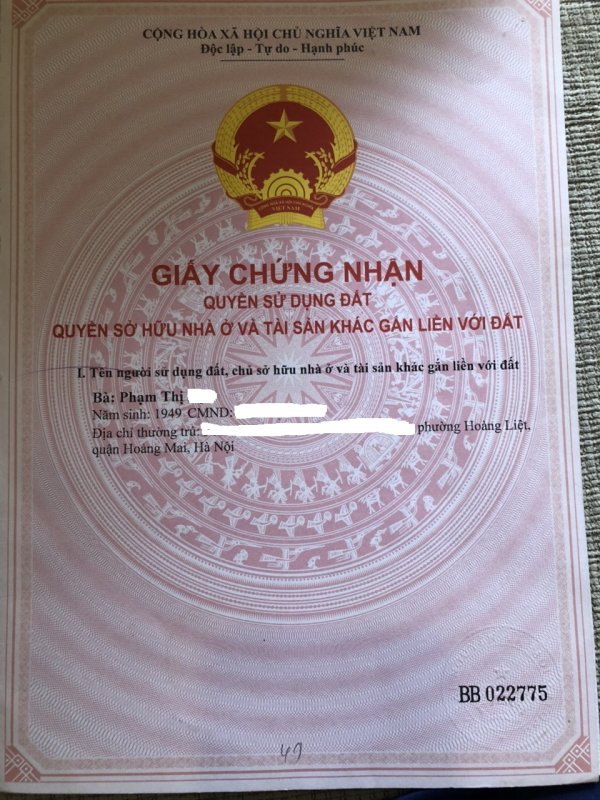 CỘNG HÒA XÃ HỘI CHỦ NGHĨA VIỆT NAM
Độc lập - Tự do - Hạnh phúc
VIỆT NAM
GIẤY CHỨNG NHẬN
QUYỀN SỬ DỤNG ĐẤT
QUYỀN SỞ HỮU NHÀ Ở VÀ TÀI SẢN KHÁC GẮN LIỀN VỚI ĐẤT
I. Tên người sử dụng đất, chủ sở hữu nhà ở và tài sản khác gắn liền với đất
Bà: Phạm Thị
Năm sinh: 1949 CMND:
Địa chỉ thường trú: phường Hoàng Liệt,
quận Hoàng Mai, Hà Nội
BB 022775